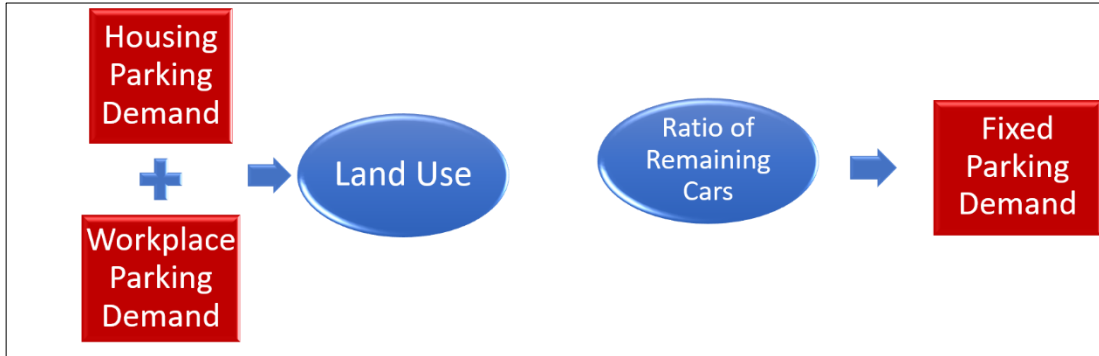 Housing
Parking
Demand
Workplace
Parking
Demand
Land Use
Ratio of
Remaining
Cars
Fixed
Parking
Demand